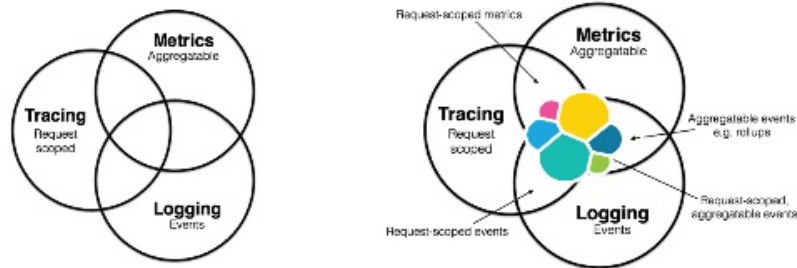 Metrics
Aggregatable
Tracing
Request
scoped
Logging
Events
Request-scoped metrics
Metrics
Aggregatable
Tracing
Request
scoped
Aggregatable events
e.g. rollups
Request-scoped,
aggregatable events
Logging
Events
Request-scoped events